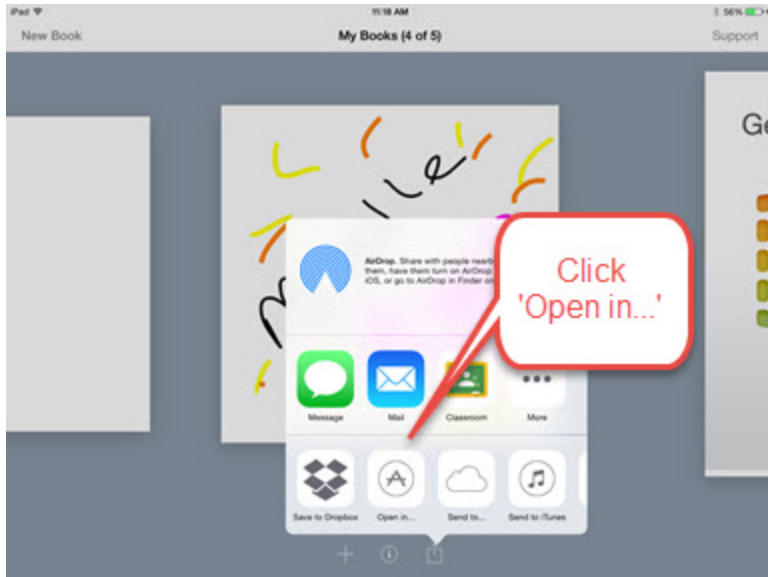 iPad 11:18 AM 56%
New Book My Books (4 of 5) Support
Ge
AirDrop. Share with people
them, have them turn on AirDrop
iOS, or go to AirDrop in Finder
Click
'Open in...'
Message Mail Classroom More
Save to Dropbox Open in... Send to... Send to iTunes